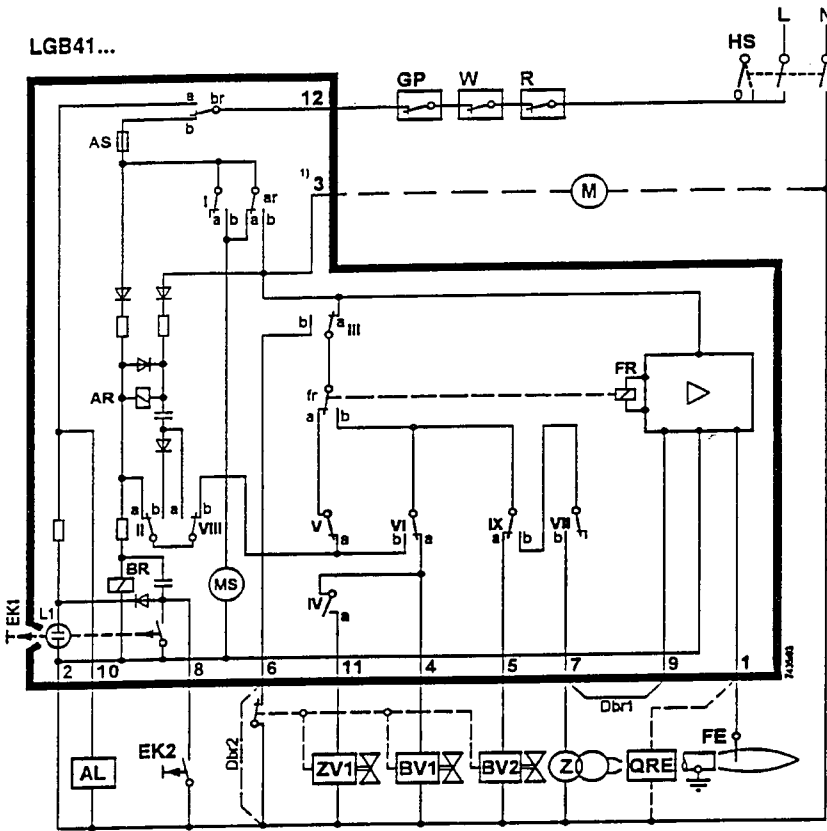 L N
LGB41...
HS
GP W R
a br 12
b
0
AS
1) 3 M
I ar
a b a b
b a III
FR
fr
AR a b
a b a b
II VIII V a VI b a IX a b VII b
BR MS
IV a
EK1 L1
2 10 8 6 11 4 5 7 9 1
Dbr1
Dbr2
FE
AL EK2 ZV1 BV1 BV2 Z QRE